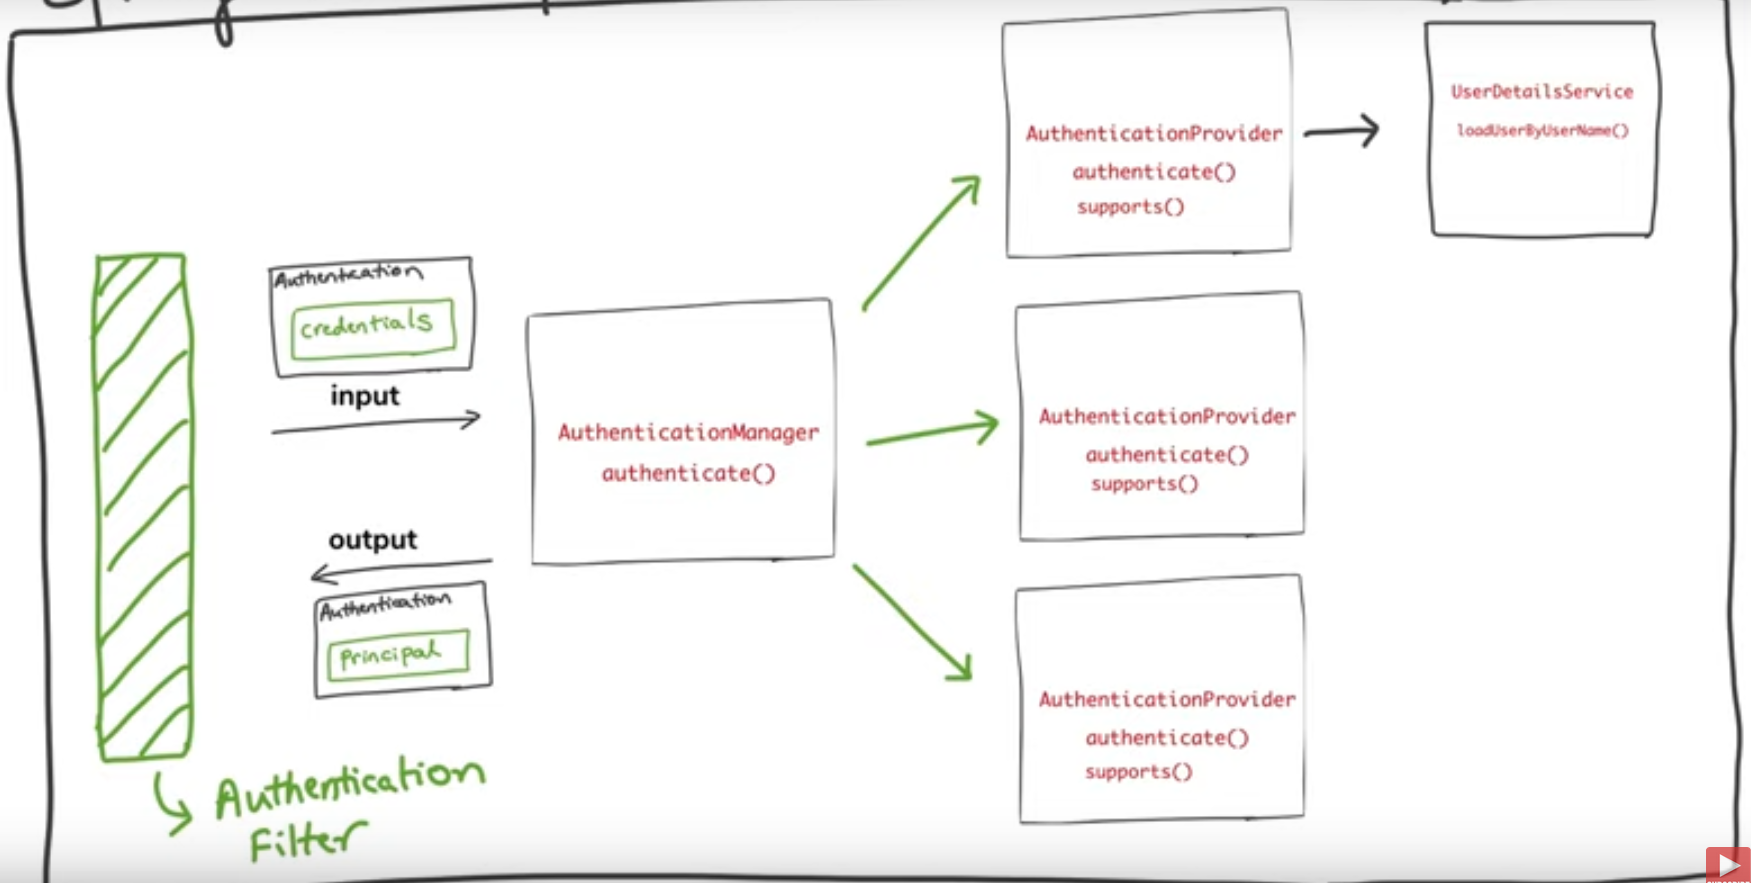 Authentication
credentials
input
AuthenticationManager
authenticate()
output
Authentication
Principal
Authentication
Filter
AuthenticationProvider
authenticate()
supports()
UserDetailsService
loadUserByUserName()
AuthenticationProvider
authenticate()
supports()
AuthenticationProvider
authenticate()
supports()